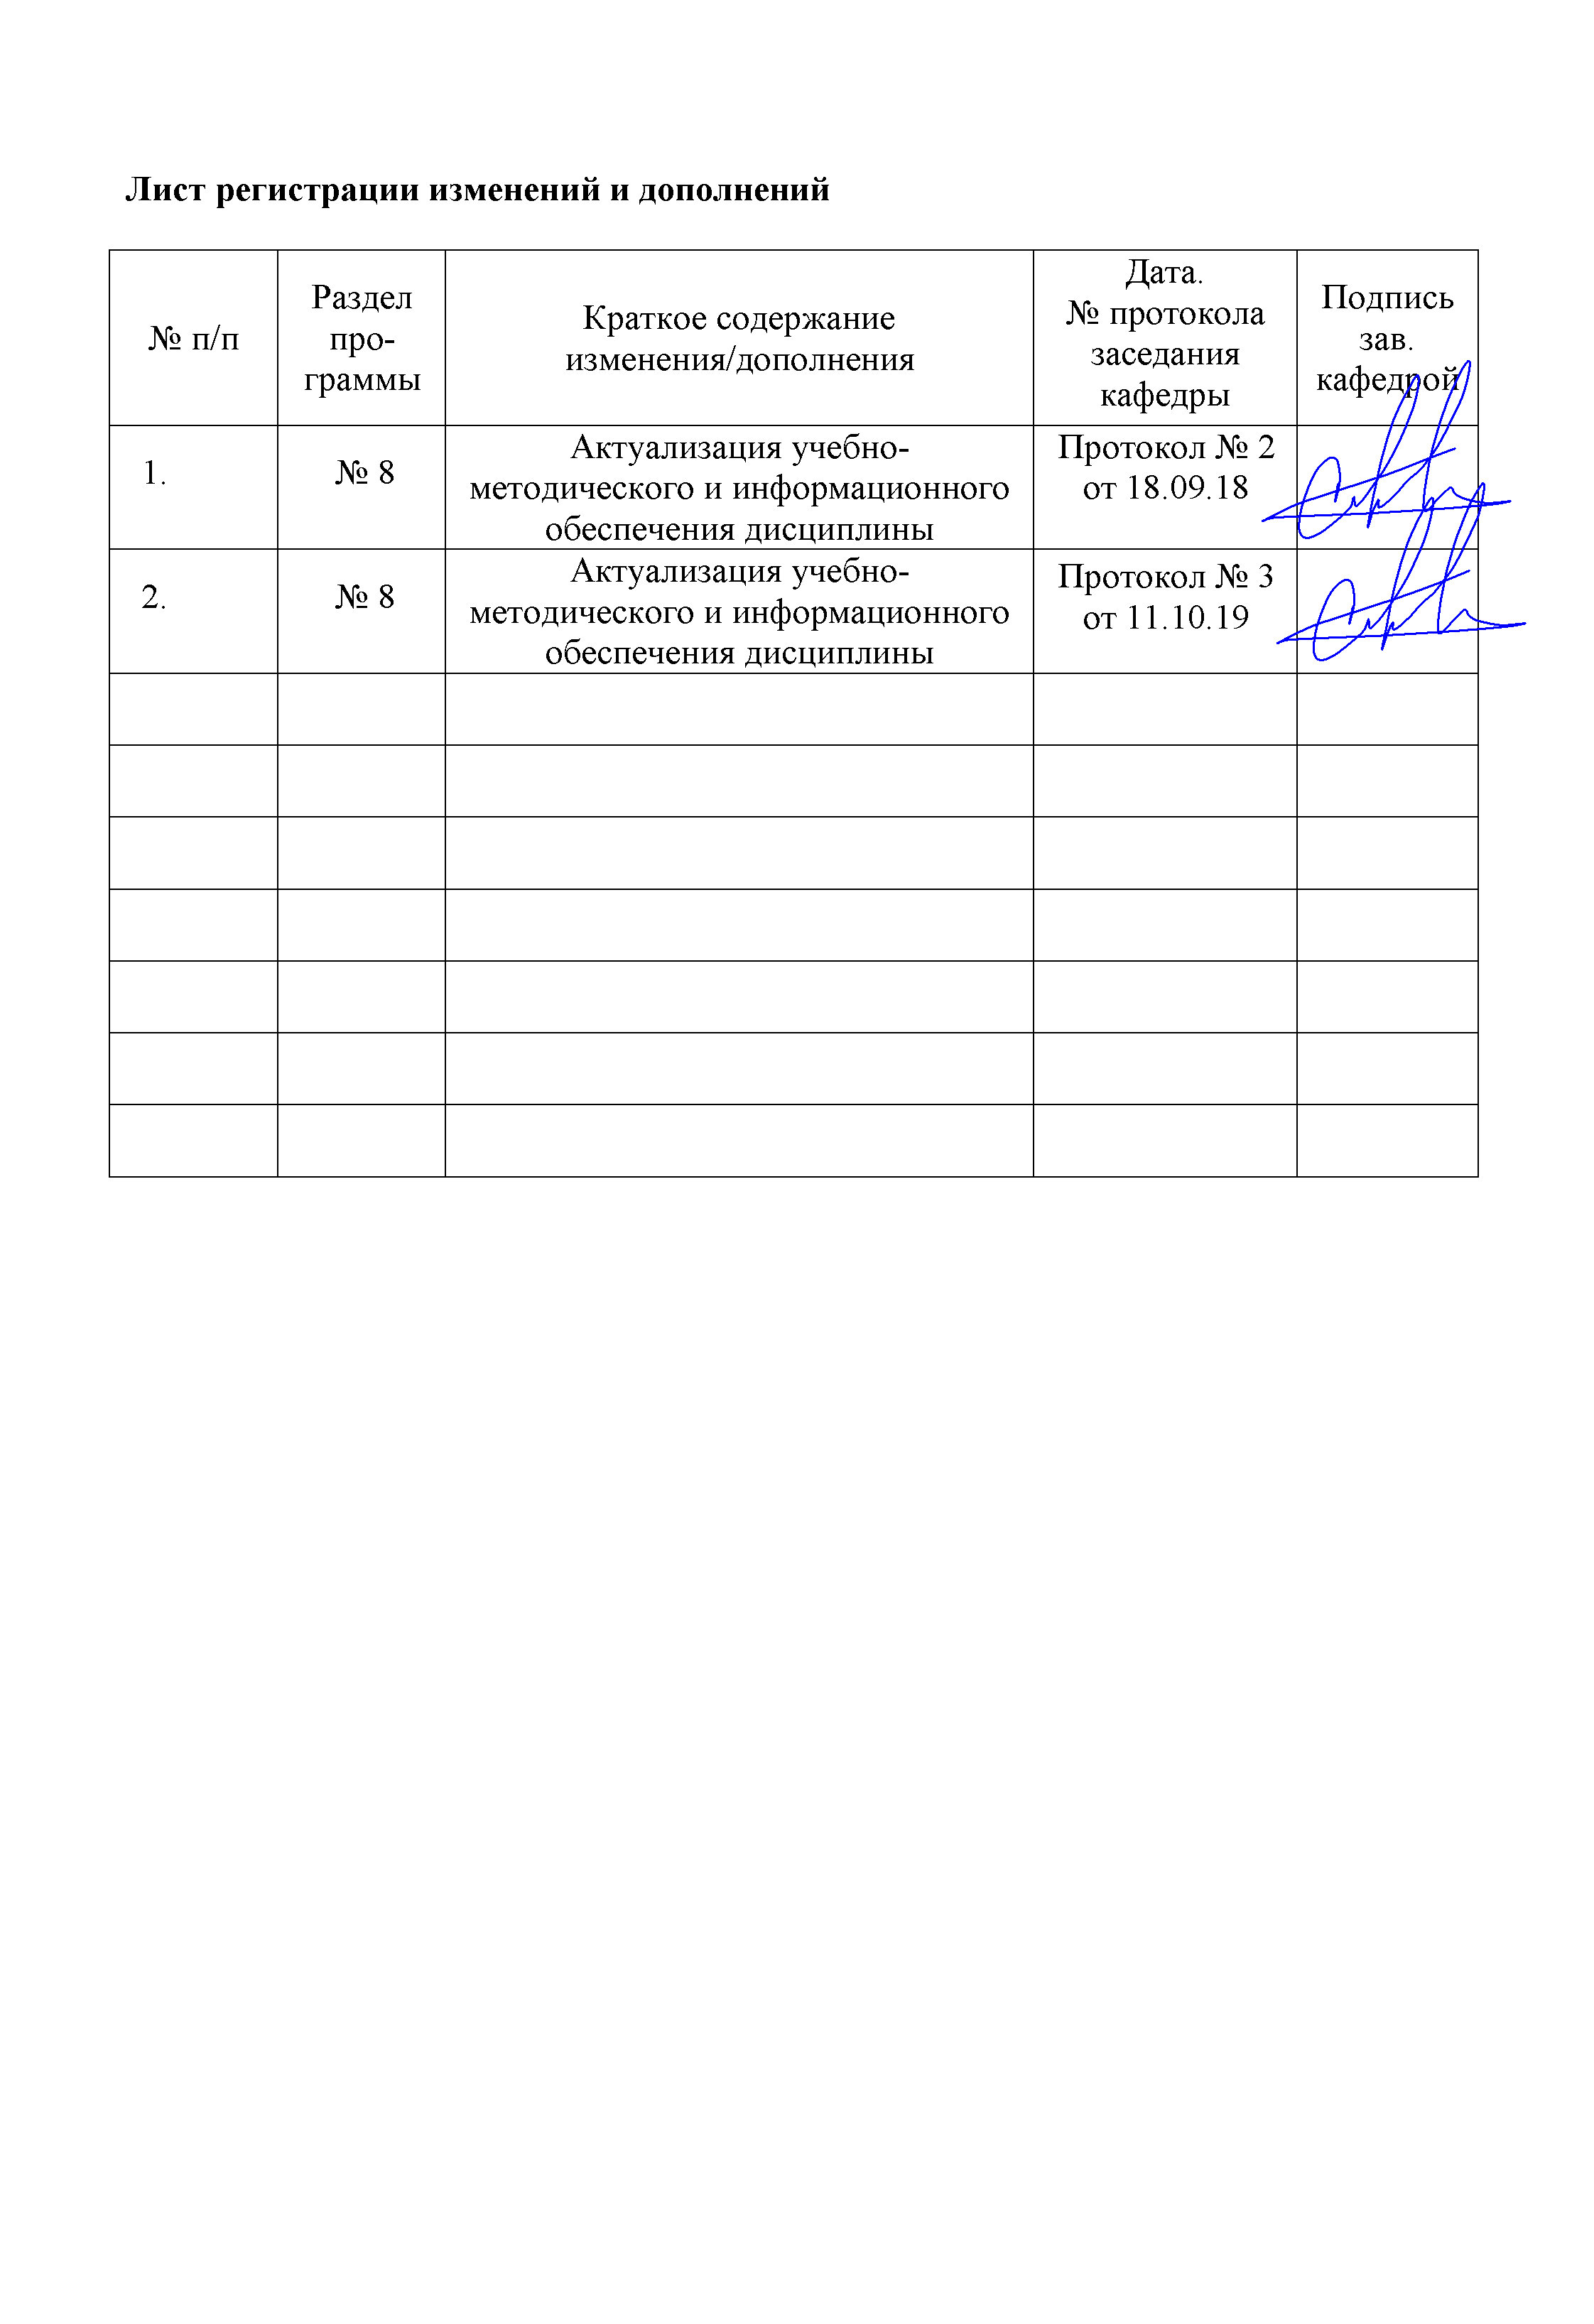 Лист регистрации изменений и дополнений
№ п/п
Раздел
про-
граммы
Краткое содержание
изменения/дополнения
Дата.
№ протокола
заседания
кафедры
Подпись
зав.
кафедрой
1.
№ 8
Актуализация учебно-
методического и информационного
обеспечения дисциплины
Протокол № 2
от 18.09.18
2.
№ 8
Актуализация учебно-
методического и информационного
обеспечения дисциплины
Протокол № 3
от 11.10.19